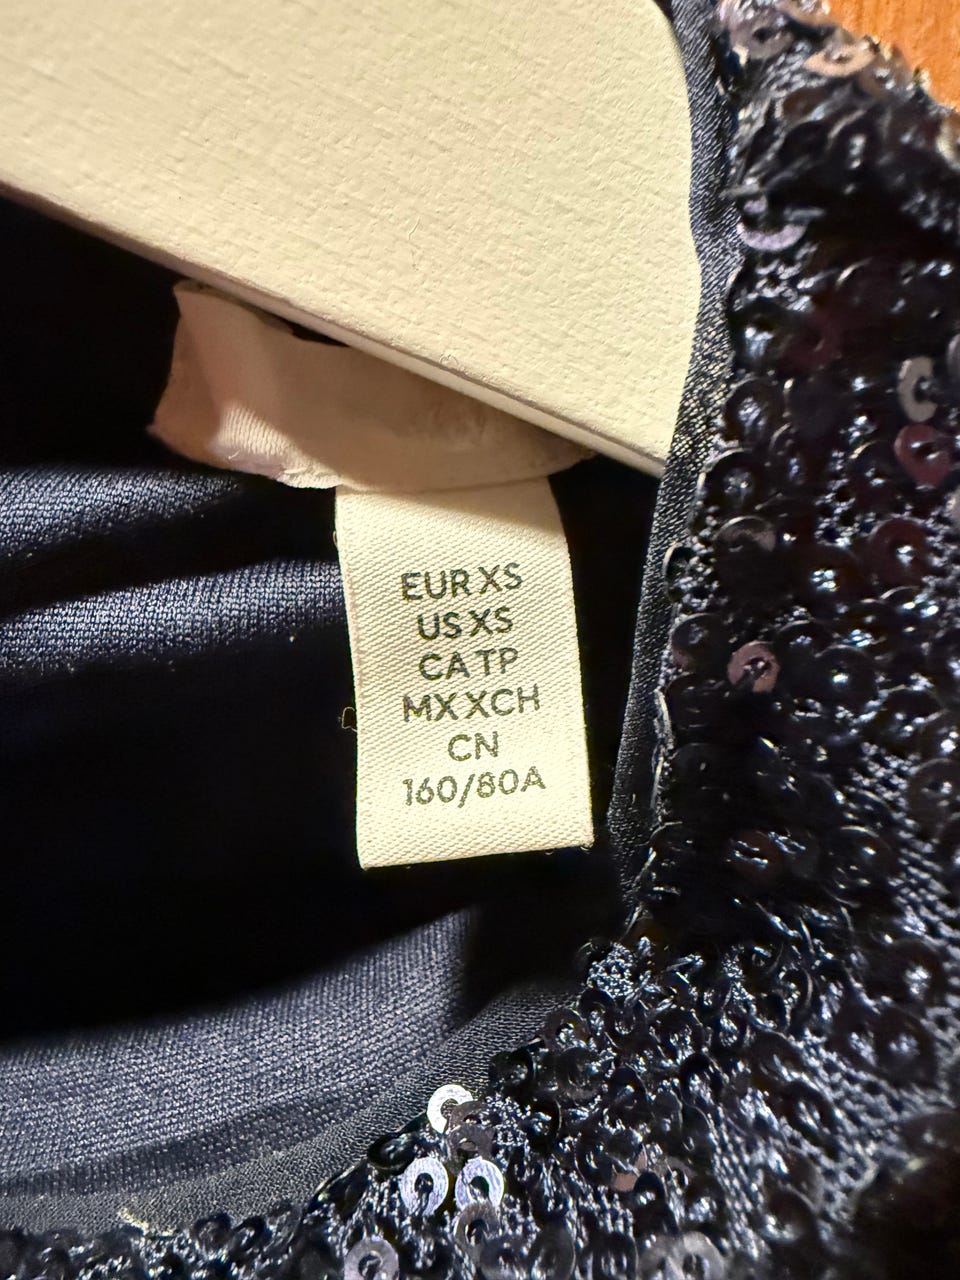 EUR XS
US XS
CA TP
MX XCH
CN
160/80A